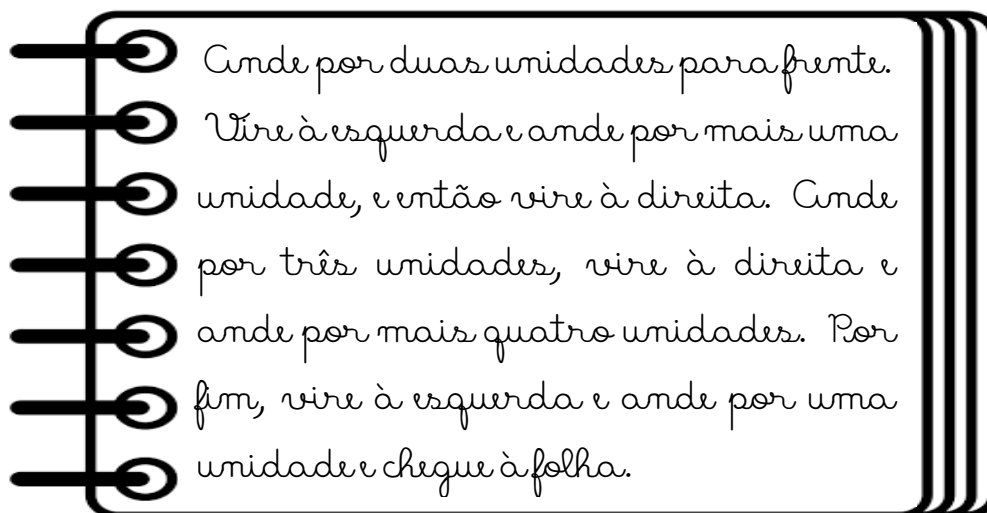 Ande por duas unidades para frente.
Vire à esquerda e ande por mais uma
unidade, e então vire à direita. Ande
por três unidades, vire à direita e
ande por mais quatro unidades. Por
fim, vire à esquerda e ande por uma
unidade e chegue à folha.